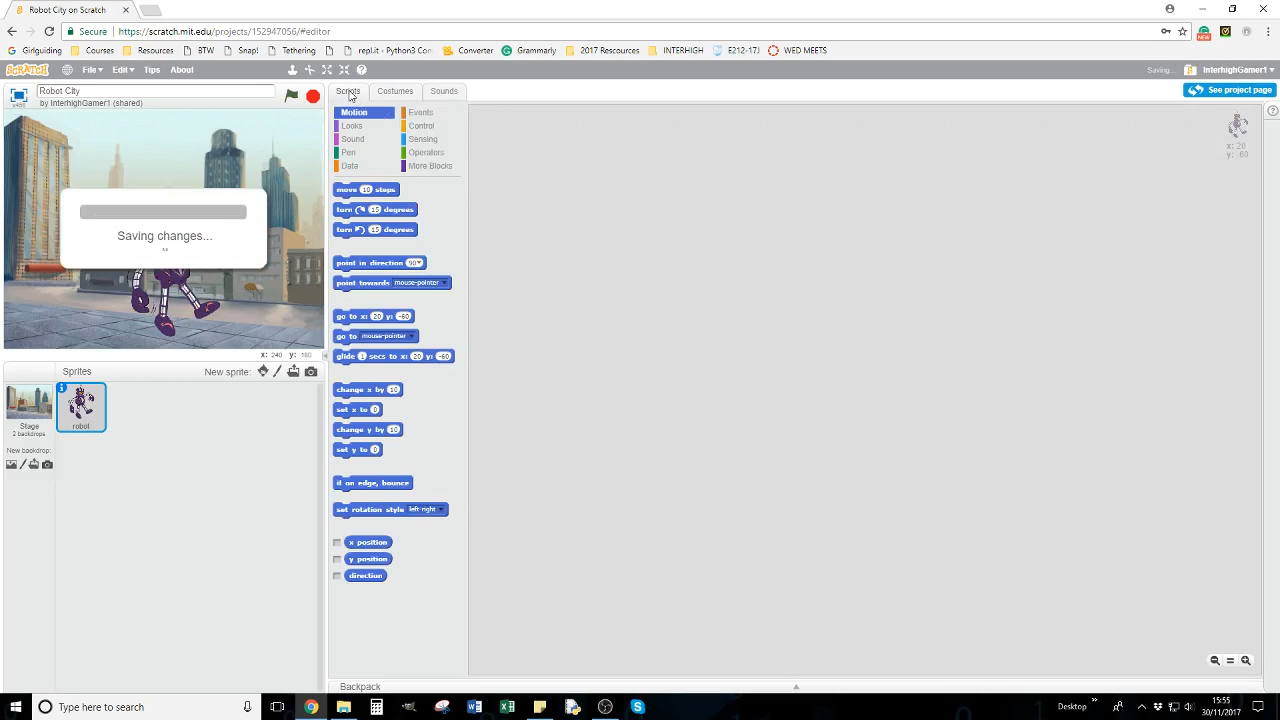 Robot City on Scratch
Secure
https://scratch.mit.edu/projects/152947056/#editor
Girlguiding
Courses
Resources
BTW
Snap!
Tethering
repl.it - Python3 Com
Converter
Grammarly
2017 Rescources
INTERHIGH
E212-17J
WED MEETS
NEW
SCRATCH
File
Edit
Tips
About
Saving...
InterhighGamer1
Robot City
by InterhighGamer1 (shared)
Scripts
Costumes
Sounds
See project page
Motion
Looks
Sound
Pen
Data
Events
Control
Sensing
Operators
More Blocks
x: 20
y: -60
move 10 steps
turn 15 degrees
turn 15 degrees
point in direction 90
point towards mouse-pointer
go to x: 20 y: -60
go to mouse-pointer
glide 1 secs to x: 20 y: -60
change x by 10
set x to 0
change y by 10
set y to 0
if on edge, bounce
set rotation style left-right
x position
y position
direction
Saving changes...
x: 240 y: 180
Sprites
New sprite:
Stage
2 backdrops
New backdrop:
robot
Backpack
Type here to search
Desktop
15:55
30/11/2017